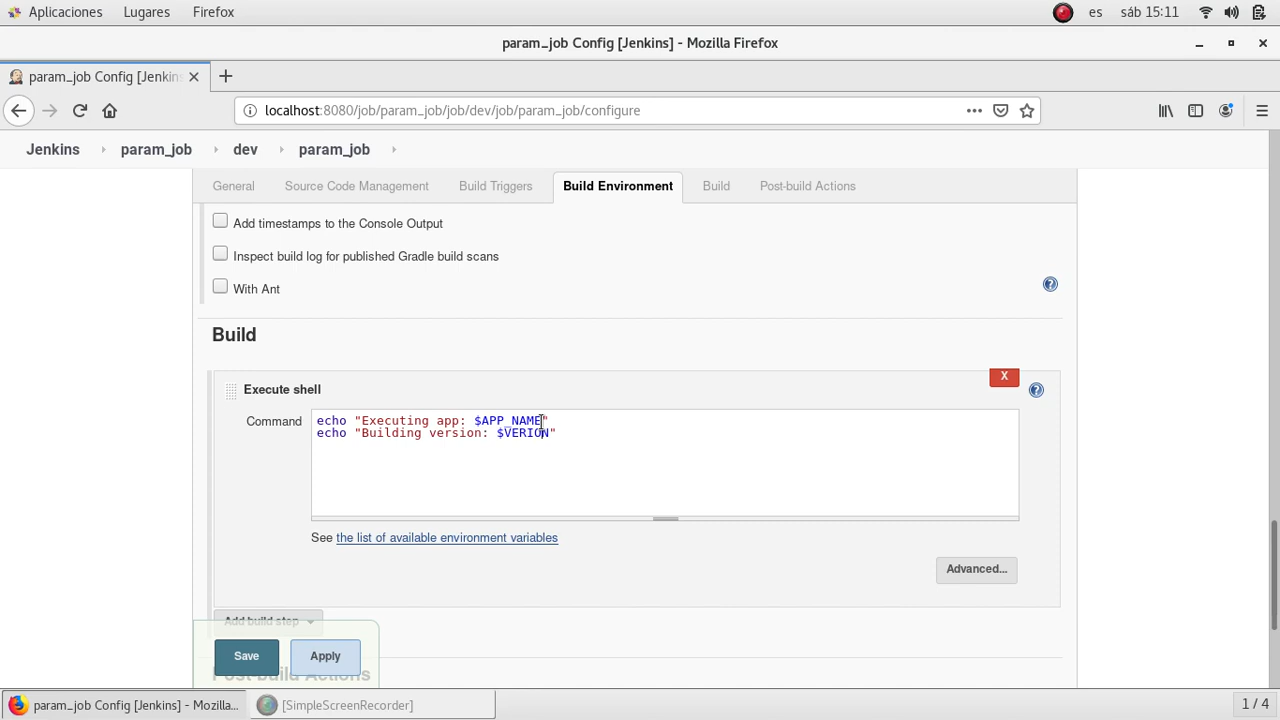 Aplicaciones Lugares Firefox es sáb 15:11
param_job Config [Jenkins] - Mozilla Firefox
param_job Config [Jenkins
localhost:8080/job/param_job/job/dev/job/param_job/configure
Jenkins param_job dev param_job
General Source Code Management Build Triggers Build Environment Build Post-build Actions
Add timestamps to the Console Output
Inspect build log for published Gradle build scans
With Ant
Build
X
Execute shell
Command
echo "Executing app: $APP_NAME"
echo "Building version: $VERION"
See the list of available environment variables
Advanced...
Add build step
Save Apply
Post-build Actions
param_job Config [Jenkins] - Mozilla... [SimpleScreenRecorder] 1 / 4